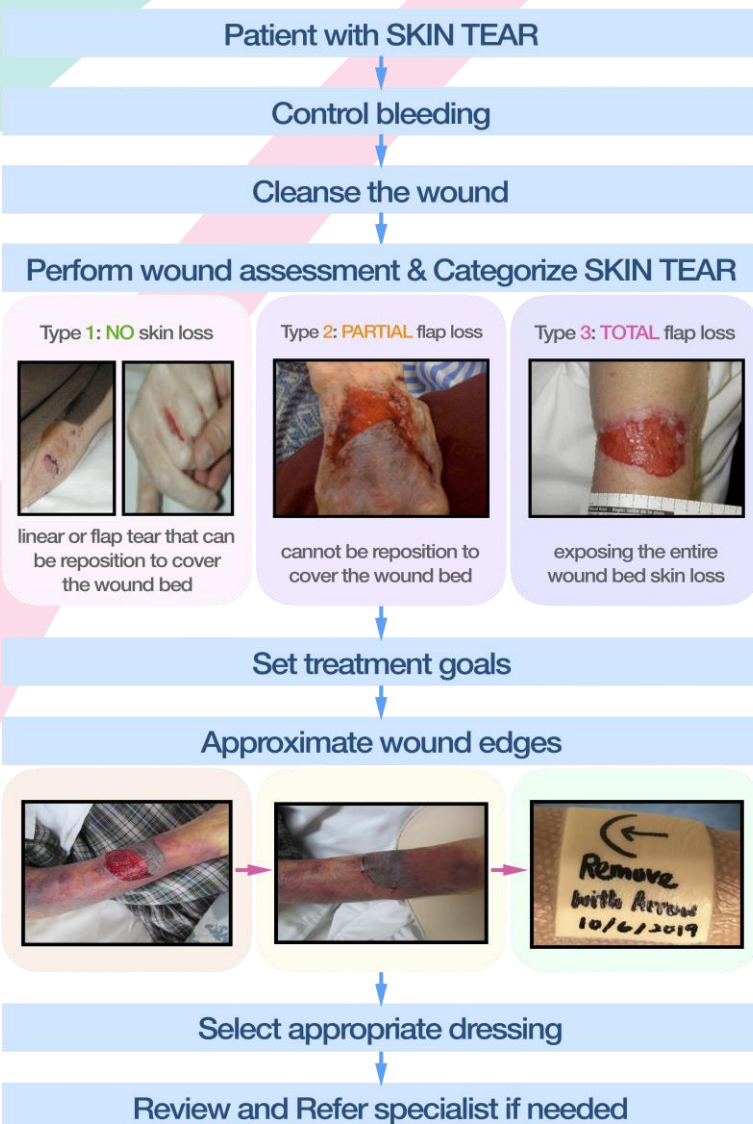 Patient with SKIN TEAR
Control bleeding
Cleanse the wound
Perform wound assessment & Categorize SKIN TEAR
Type 1: NO skin loss
linear or flap tear that can
be reposition to cover
the wound bed
Type 2: PARTIAL flap loss
cannot be reposition to
cover the wound bed
Type 3: TOTAL flap loss
exposing the entire
wound bed skin loss
Set treatment goals
Approximate wound edges
Remove
with Arrow
10/6/2019
Select appropriate dressing
Review and Refer specialist if needed